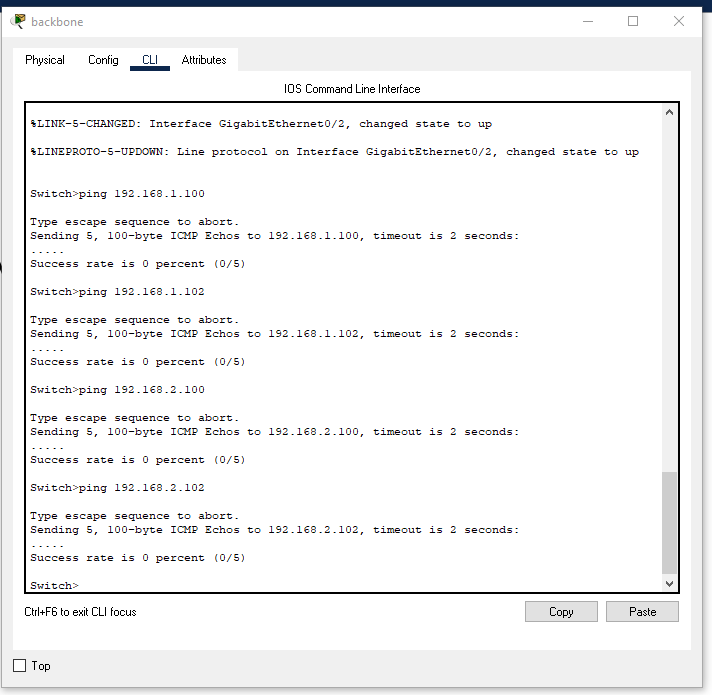 backbone
Physical Config CLI Attributes
IOS Command Line Interface
%LINK-5-CHANGED: Interface GigabitEthernet0/2, changed state to up
%LINEPROTO-5-UPDOWN: Line protocol on Interface GigabitEthernet0/2, changed state to up
Switch>ping 192.168.1.100
Type escape sequence to abort.
Sending 5, 100-byte ICMP Echos to 192.168.1.100, timeout is 2 seconds:
.....
Success rate is 0 percent (0/5)
Switch>ping 192.168.1.102
Type escape sequence to abort.
Sending 5, 100-byte ICMP Echos to 192.168.1.102, timeout is 2 seconds:
.....
Success rate is 0 percent (0/5)
Switch>ping 192.168.2.100
Type escape sequence to abort.
Sending 5, 100-byte ICMP Echos to 192.168.2.100, timeout is 2 seconds:
.....
Success rate is 0 percent (0/5)
Switch>ping 192.168.2.102
Type escape sequence to abort.
Sending 5, 100-byte ICMP Echos to 192.168.2.102, timeout is 2 seconds:
.....
Success rate is 0 percent (0/5)
Switch>
Ctrl+F6 to exit CLI focus
Copy Paste
Top